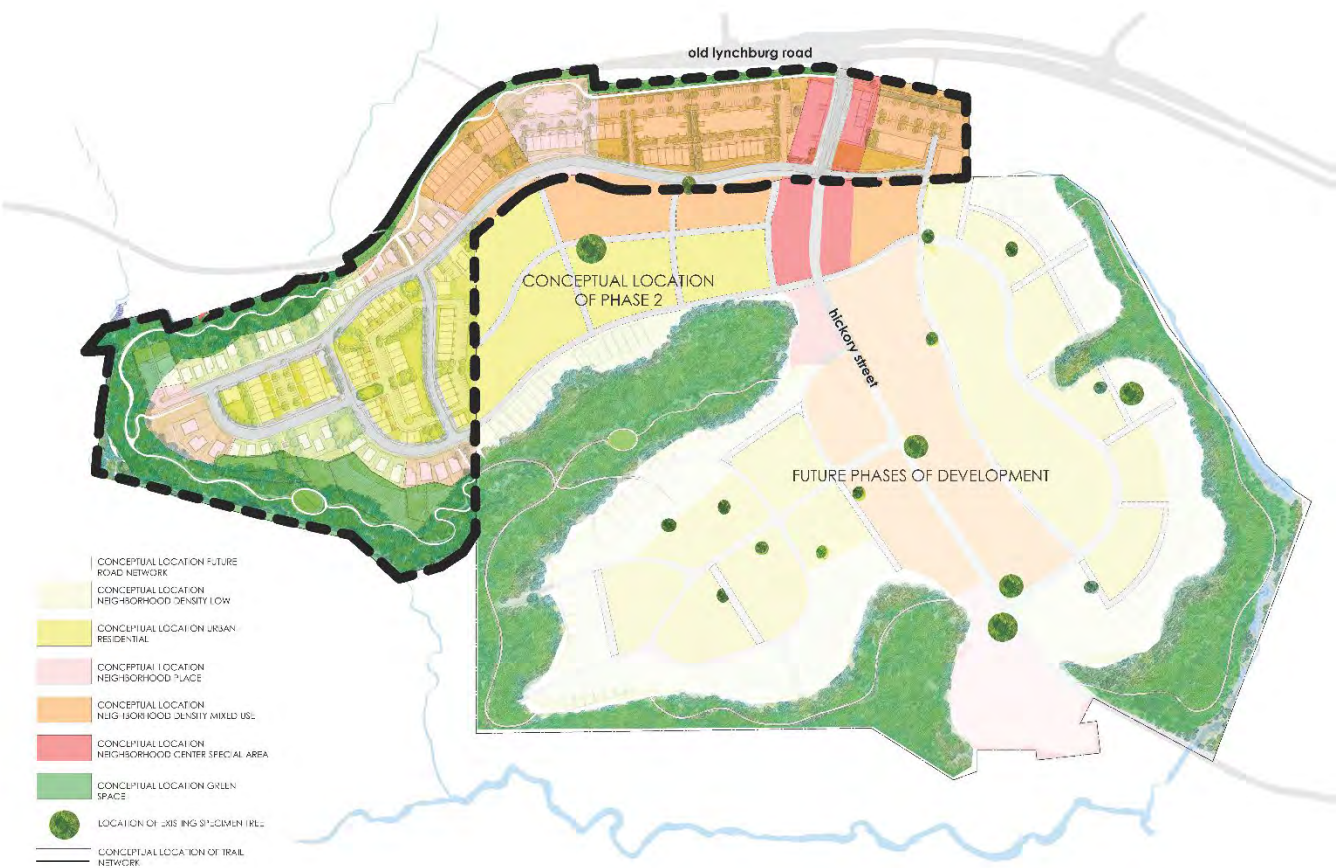 old lynchburg road
CONCEPTUAL LOCATION
OF PHASE 2
hickory street
FUTURE PHASES OF DEVELOPMENT
CONCEPTUAL LOCATION FUTURE
ROAD NETWORK
CONCEPTUAL LOCATION
NEIGHBORHOOD DENSITY LOW
CONCEPTUAL LOCATION URBAN
RESIDENTIAL
CONCEPTUAL LOCATION
NEIGHBORHOOD PLACE
CONCEPTUAL LOCATION
NEIGHBORHOOD DENSITY MIXED USE
CONCEPTUAL LOCATION
NEIGHBORHOOD CENTER SPECIAL AREA
CONCEPTUAL LOCATION GREEN
SPACE
LOCATION OF EXISTING SPECIMEN TREE
CONCEPTUAL LOCATION OF TRAIL
NETWORK